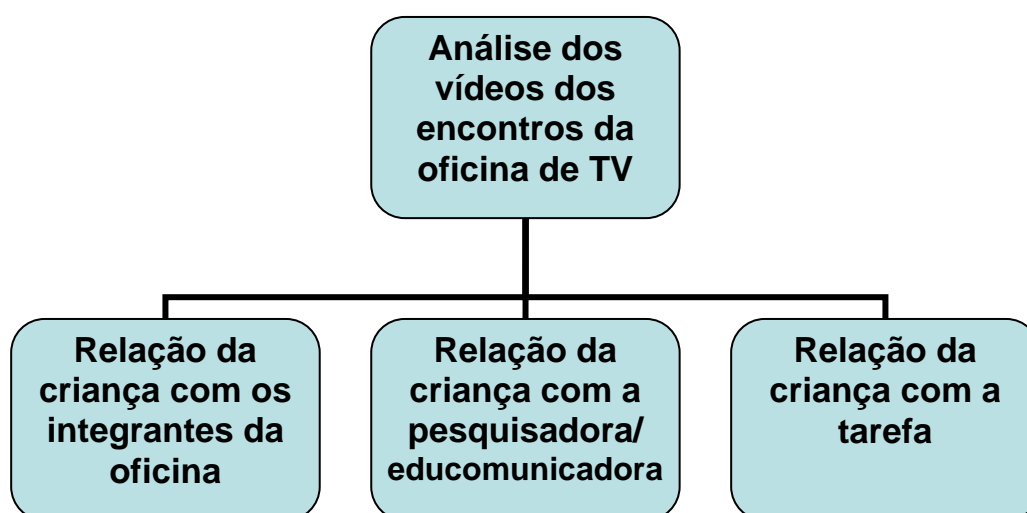 Análise dos
vídeos dos
encontros da
oficina de TV
Relação da
criança com os
integrantes da
oficina
Relação da
criança com a
pesquisadora/
educomunicadora
Relação da
criança com a
tarefa